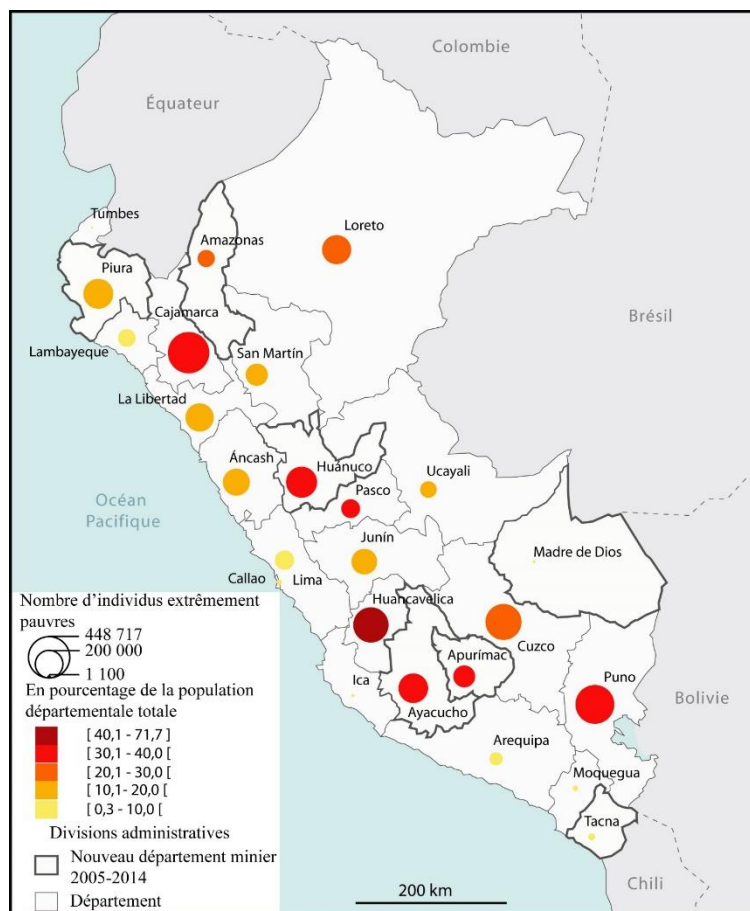 Colombie
Équateur
Tumbes
Loreto
Amazonas
Piura
Brésil
Cajamarca
Lambayeque
San Martín
La Libertad
Áncash
Huánuco
Ucayali
Pasco
Océan
Pacifique
Junín
Madre de Dios
Callao
Lima
Huancavelica
Cuzco
Apurímac
Puno
Ica
Ayacucho
Bolivie
Arequipa
Moquegua
Tacna
Chili
200 km
Nombre d'individus extrêmement
pauvres
448 717
200 000
1 100
En pourcentage de la population
départementale totale
[ 40,1 - 71,7 ]
[ 30,1 - 40,0 [
[ 20,1 - 30,0 [
[ 10,1 - 20,0 [
[ 0,3 - 10,0 [
Divisions administratives
Nouveau département minier
2005-2014
Département